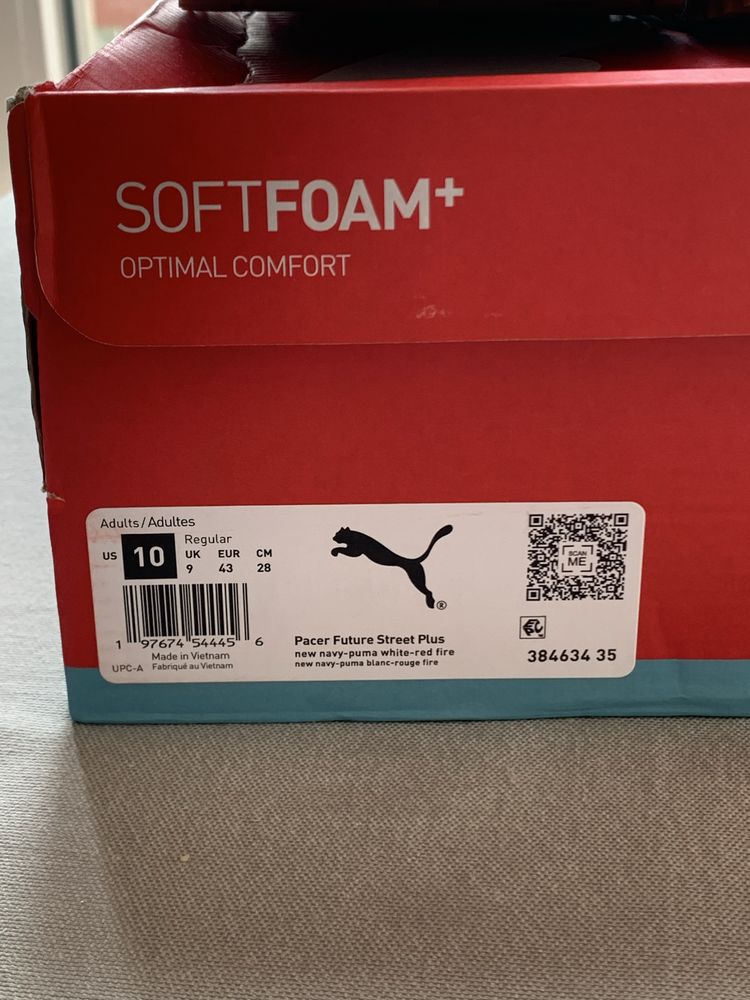 SOFTFOAM+
OPTIMAL COMFORT
Adults/Adultes
Regular
US 10 UK EUR CM
9 43 28
1 97674 54445 6
Made in Vietnam
UPC-A Fabriqué au Vietnam
®
Pacer Future Street Plus
new navy-puma white-red fire
new navy-puma blanc-rouge fire
SCAN
ME
384634 35